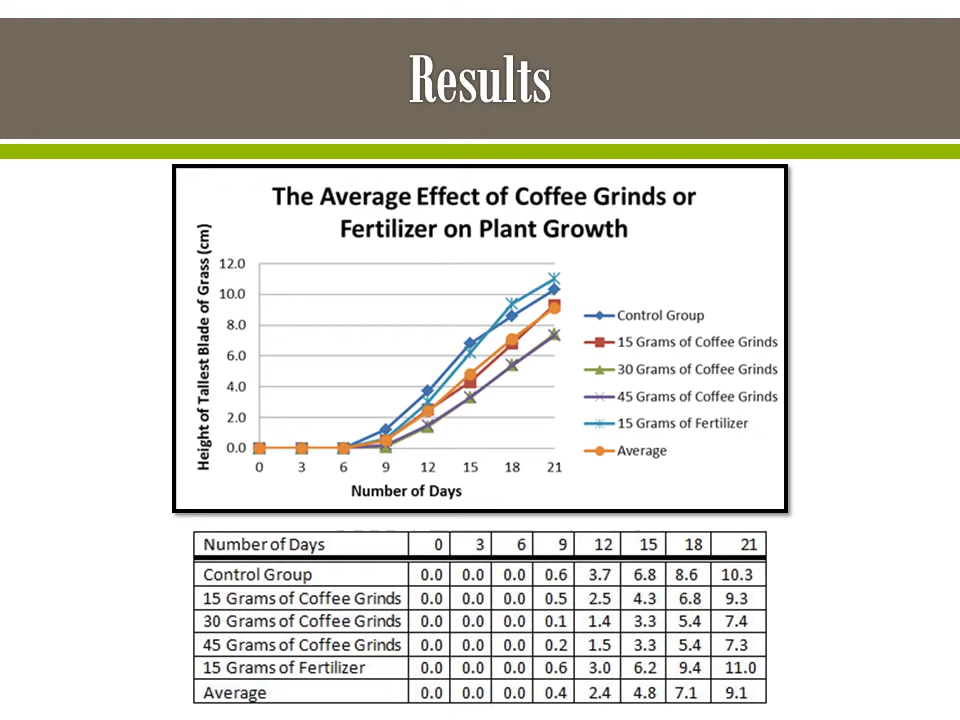 Results
The Average Effect of Coffee Grinds or
Fertilizer on Plant Growth
Height of Tallest Blade of Grass (cm)
12.0
10.0
8.0
6.0
4.0
2.0
0.0
0 3 6 9 12 15 18 21
Number of Days
Control Group
15 Grams of Coffee Grinds
30 Grams of Coffee Grinds
45 Grams of Coffee Grinds
15 Grams of Fertilizer
Average
Number of Days 0 3 6 9 12 15 18 21
Control Group 0.0 0.0 0.0 0.6 3.7 6.8 8.6 10.3
15 Grams of Coffee Grinds 0.0 0.0 0.0 0.5 2.5 4.3 6.8 9.3
30 Grams of Coffee Grinds 0.0 0.0 0.0 0.1 1.4 3.3 5.4 7.4
45 Grams of Coffee Grinds 0.0 0.0 0.0 0.2 1.5 3.3 5.4 7.3
15 Grams of Fertilizer 0.0 0.0 0.0 0.6 3.0 6.2 9.4 11.0
Average 0.0 0.0 0.0 0.4 2.4 4.8 7.1 9.1